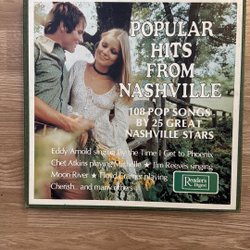 POPULAR
HITS
FROM
NASHVILLE
108 POP SONGS
BY 25 GREAT
NASHVILLE STARS
Eddy Arnold singing By the Time I Get to Phoenix
Chet Atkins playing Michelle ★ Jim Reeves singing
Moon River ★ Floyd Cramer playing
Cherish... and many others
Reader's
Digest